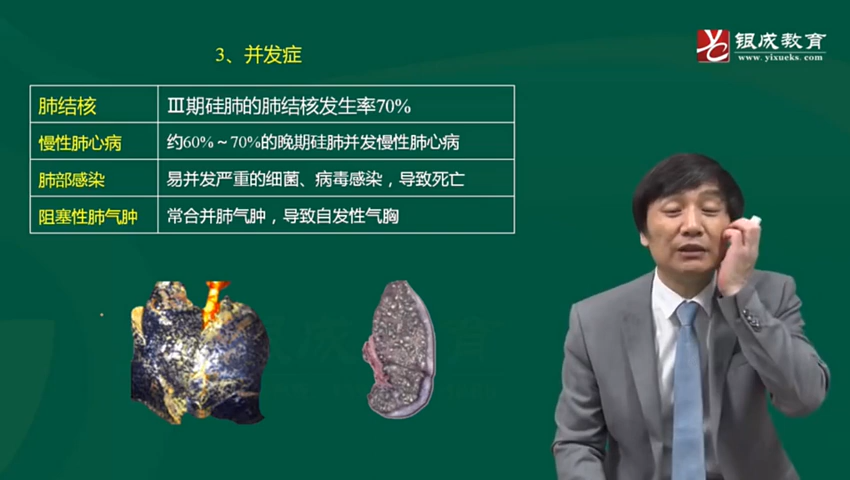 3、并发症
银成教育
www.yixueks.com
肺结核 Ⅲ期硅肺的肺结核发生率70%
慢性肺心病 约60%~70%的晚期硅肺并发慢性肺心病
肺部感染 易并发严重的细菌、病毒感染，导致死亡
阻塞性肺气肿 常合并肺气肿，导致自发性气胸
银成教育